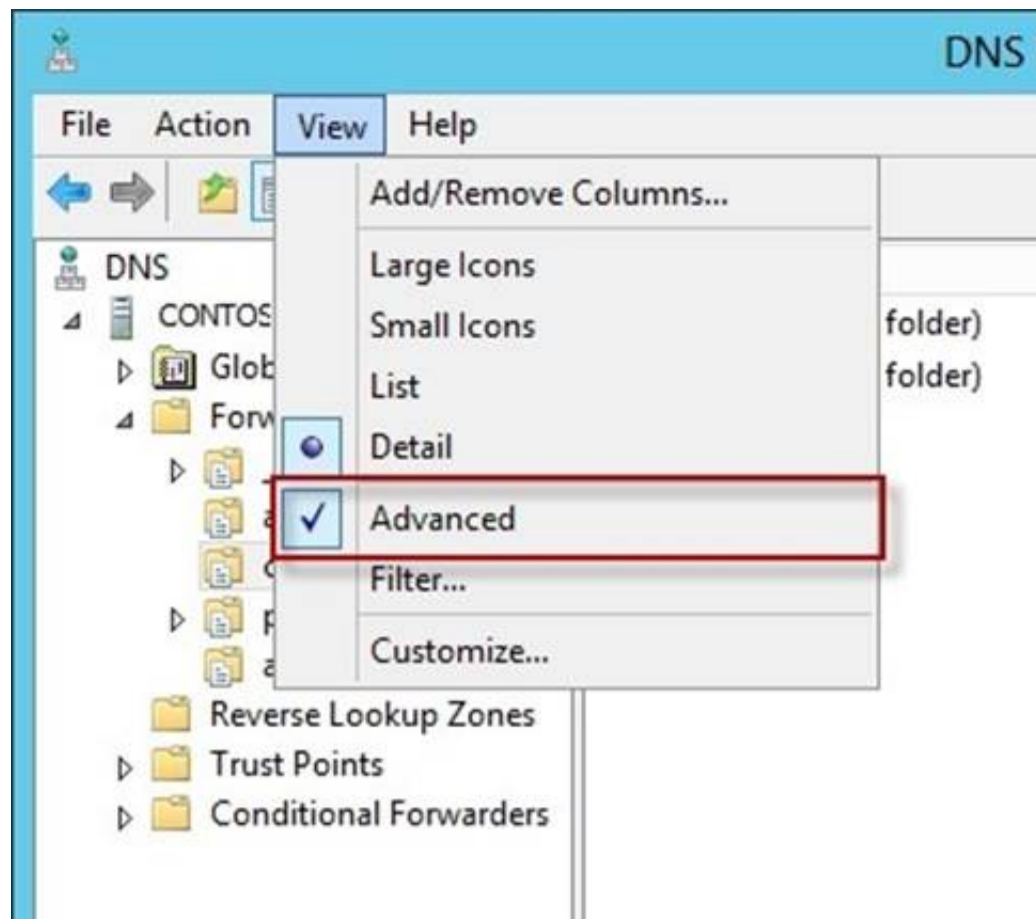 DNS
File Action View Help
Add/Remove Columns...
DNS
Large Icons
CONTOS
Small Icons
folder)
Glob
List
folder)
Forw
Detail
Advanced
Filter...
Customize...
Reverse Lookup Zones
Trust Points
Conditional Forwarders